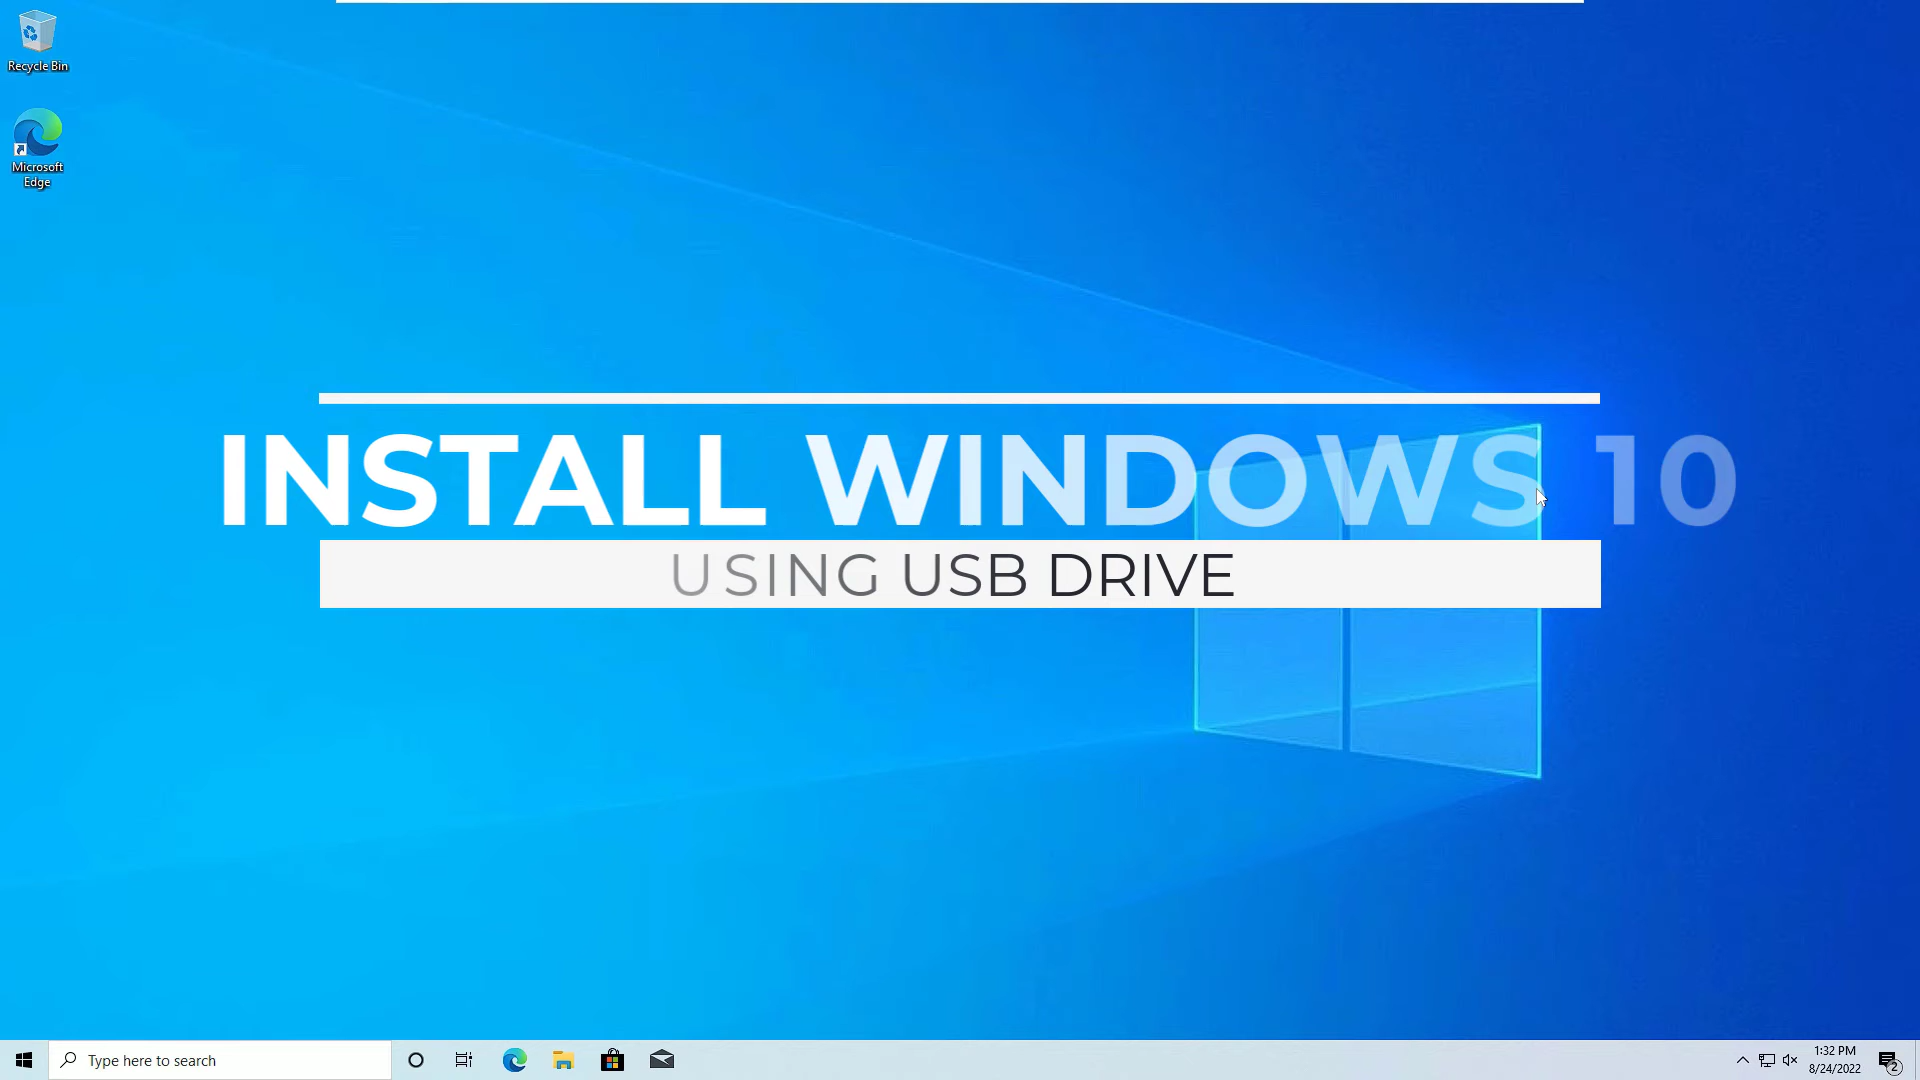 Recycle Bin
Microsoft
Edge
INSTALL WINDOWS 10
USING USB DRIVE
Type here to search
1:32 PM
8/24/2022
2